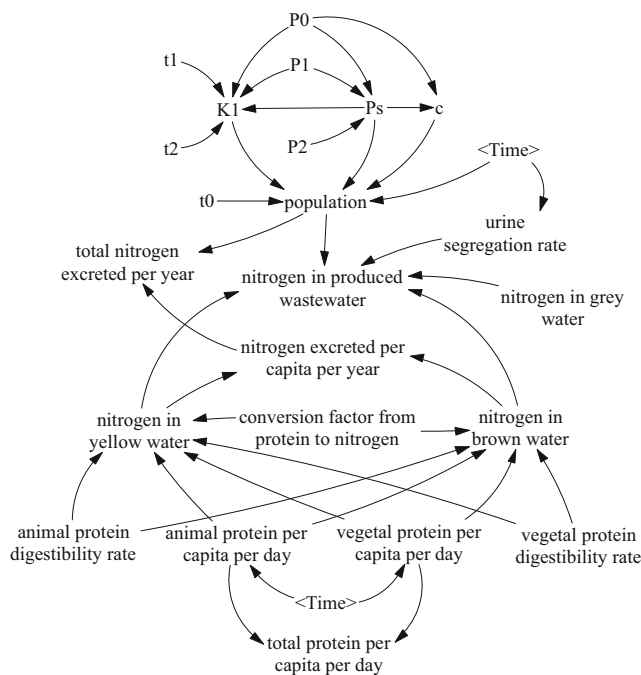 P0
t1
P1
K1
Ps
c
t2
P2
<Time>
t0
population
urine
segregation rate
total nitrogen
excreted per year
nitrogen in produced
wastewater
nitrogen in grey
water
nitrogen excreted per
capita per year
nitrogen in
yellow water
conversion factor from
protein to nitrogen
nitrogen in
brown water
animal protein
digestibility rate
animal protein per
capita per day
vegetal protein per
capita per day
vegetal protein
digestibility rate
<Time>
total protein per
capita per day